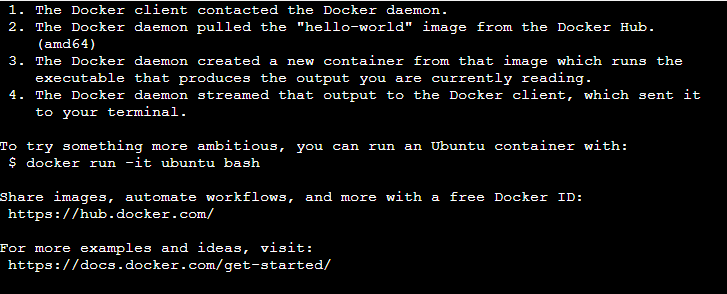 1. The Docker client contacted the Docker daemon.
2. The Docker daemon pulled the "hello-world" image from the Docker Hub.
(amd64)
3. The Docker daemon created a new container from that image which runs the
executable that produces the output you are currently reading.
4. The Docker daemon streamed that output to the Docker client, which sent it
to your terminal.
To try something more ambitious, you can run an Ubuntu container with:
$ docker run -it ubuntu bash
Share images, automate workflows, and more with a free Docker ID:
https://hub.docker.com/
For more examples and ideas, visit:
https://docs.docker.com/get-started/